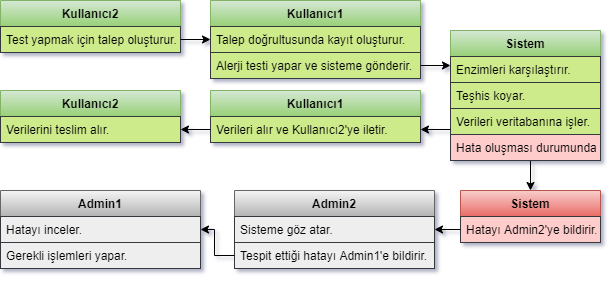 Kullanıcı2
Test yapmak için talep oluşturur.
Kullanıcı1
Talep doğrultusunda kayıt oluşturur.
Alerji testi yapar ve sisteme gönderir.
Sistem
Enzimleri karşılaştırır.
Teşhis koyar.
Verileri veritabanına işler.
Hata oluşması durumunda
Kullanıcı1
Verileri alır ve Kullanıcı2'ye iletir.
Kullanıcı2
Verilerini teslim alır.
Sistem
Hatayı Admin2'ye bildirir.
Admin2
Sisteme göz atar.
Tespit ettiği hatayı Admin1'e bildirir.
Admin1
Hatayı inceler.
Gerekli işlemleri yapar.